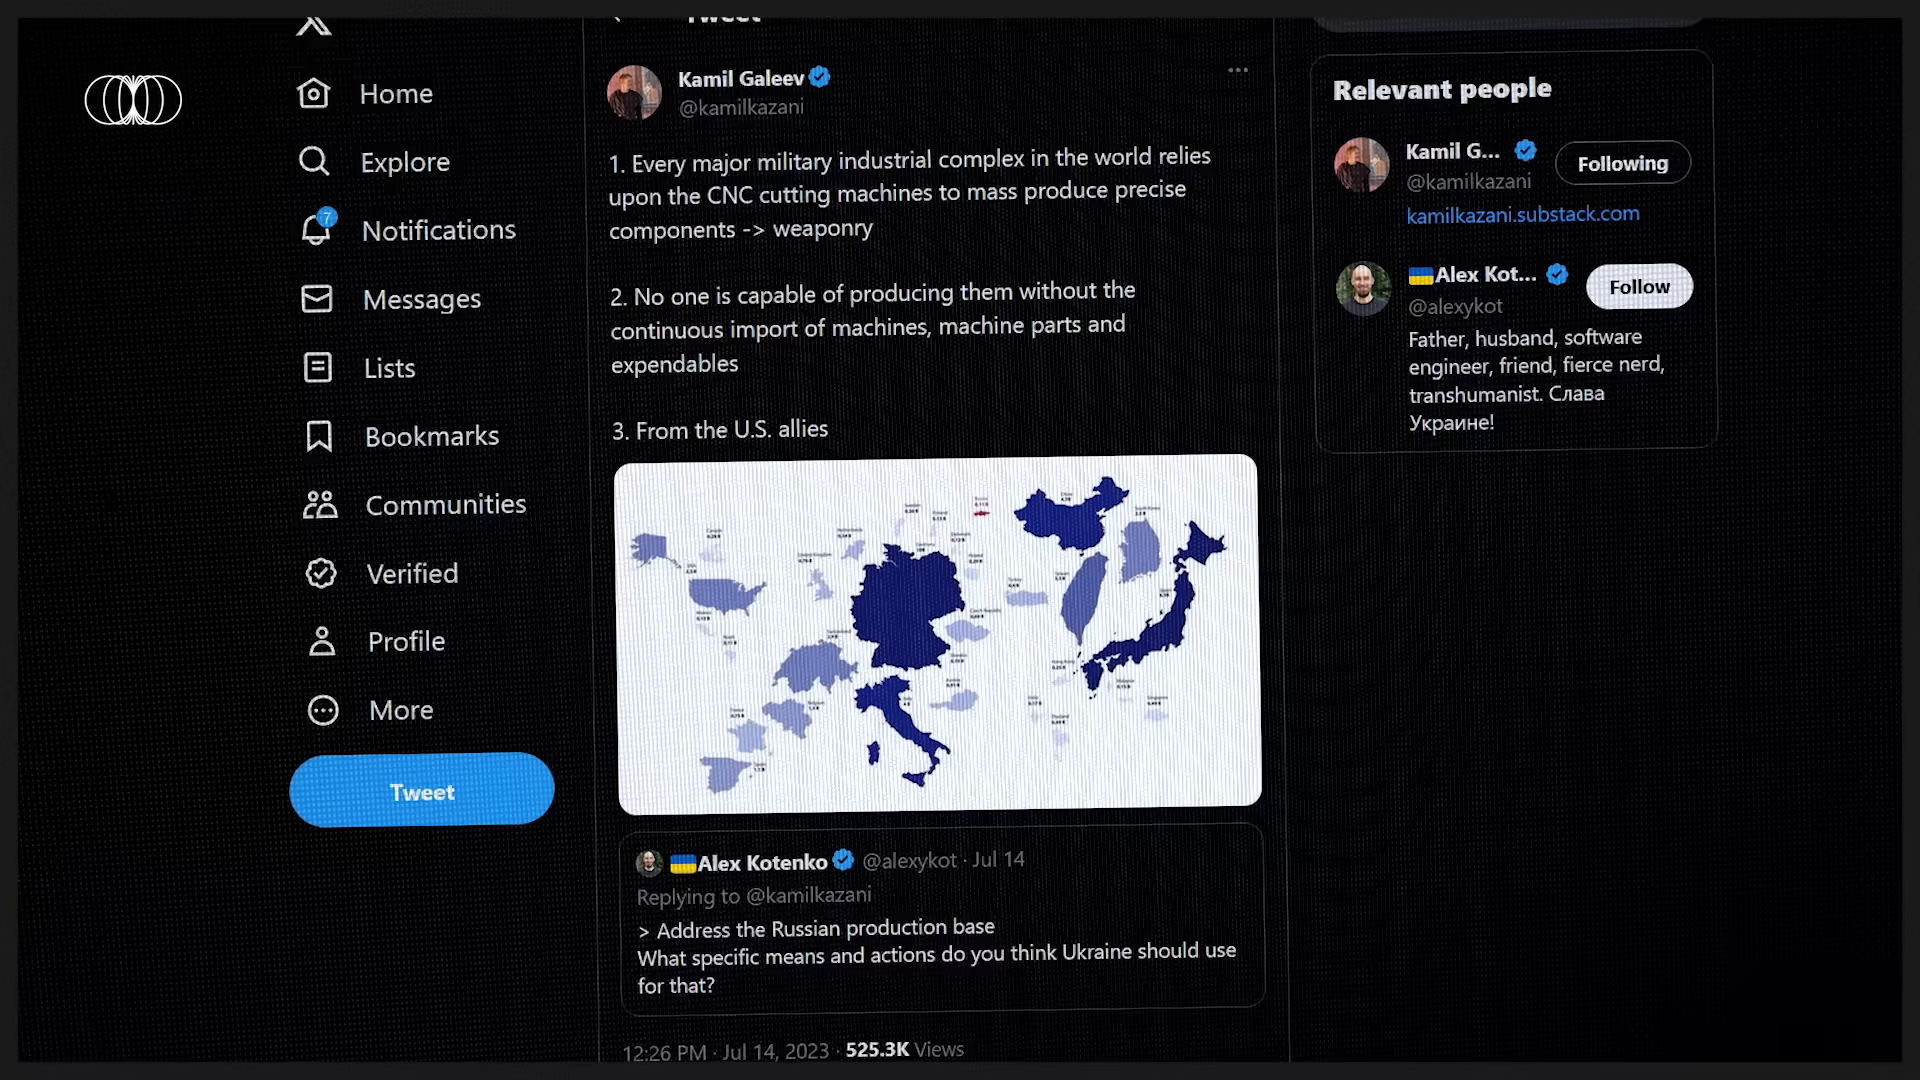 Tweet
Home
Explore
7
Notifications
Messages
Lists
Bookmarks
Communities
Verified
Profile
More
Tweet
Kamil Galeev
@kamilkazani
1. Every major military industrial complex in the world relies
upon the CNC cutting machines to mass produce precise
components -> weaponry
2. No one is capable of producing them without the
continuous import of machines, machine parts and
expendables
3. From the U.S. allies
Alex Kotenko @alexykot · Jul 14
Replying to @kamilkazani
> Address the Russian production base
What specific means and actions do you think Ukraine should use
for that?
12:26 PM · Jul 14, 2023 · 525.3K Views
Relevant people
Kamil G...
Following
@kamilkazani
kamilkazani.substack.com
Alex Kot...
Follow
@alexykot
Father, husband, software
engineer, friend, fierce nerd,
transhumanist. Слава
Украине!